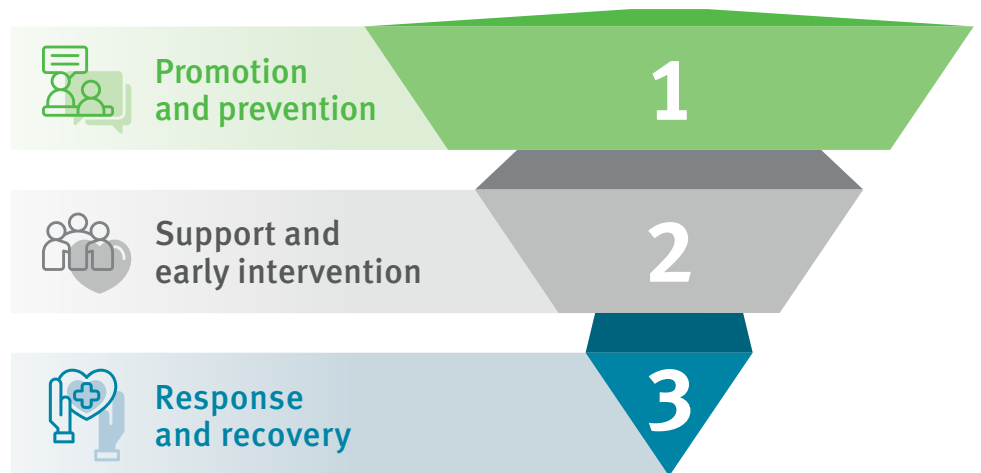 Promotion
and prevention
1
Support and
early intervention
2
Response
and recovery
3